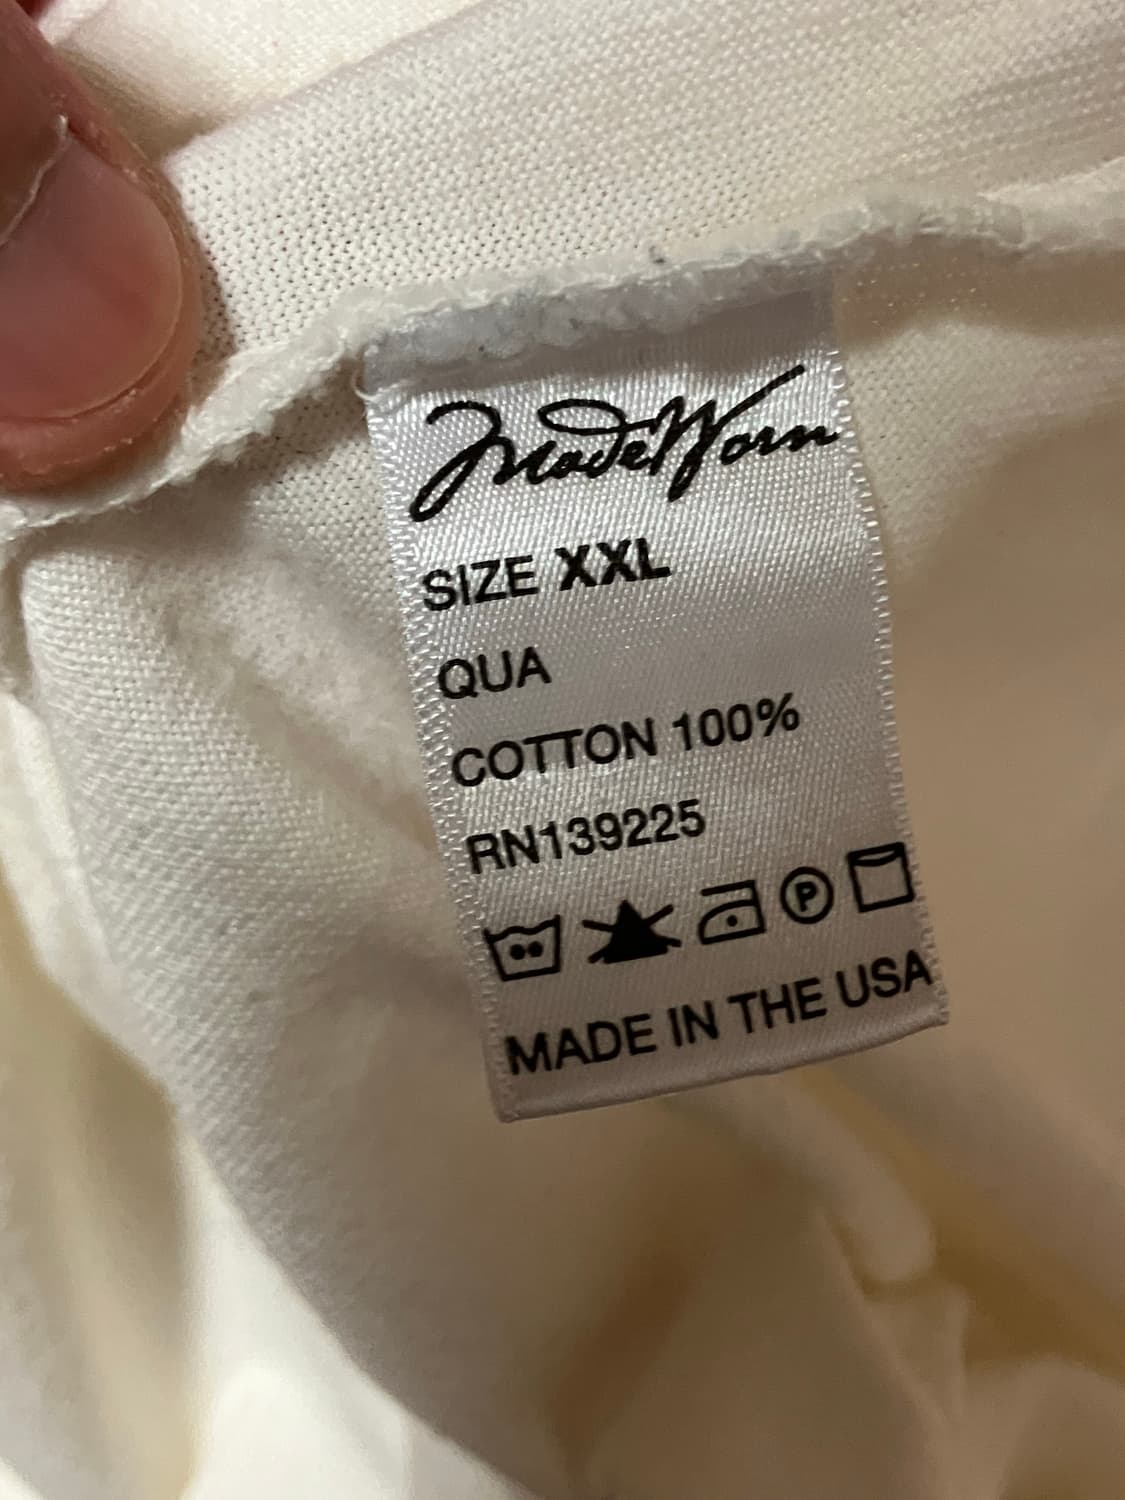 MadeWorn
SIZE XXL
QUA
COTTON 100%
RN139225
P
MADE IN THE USA